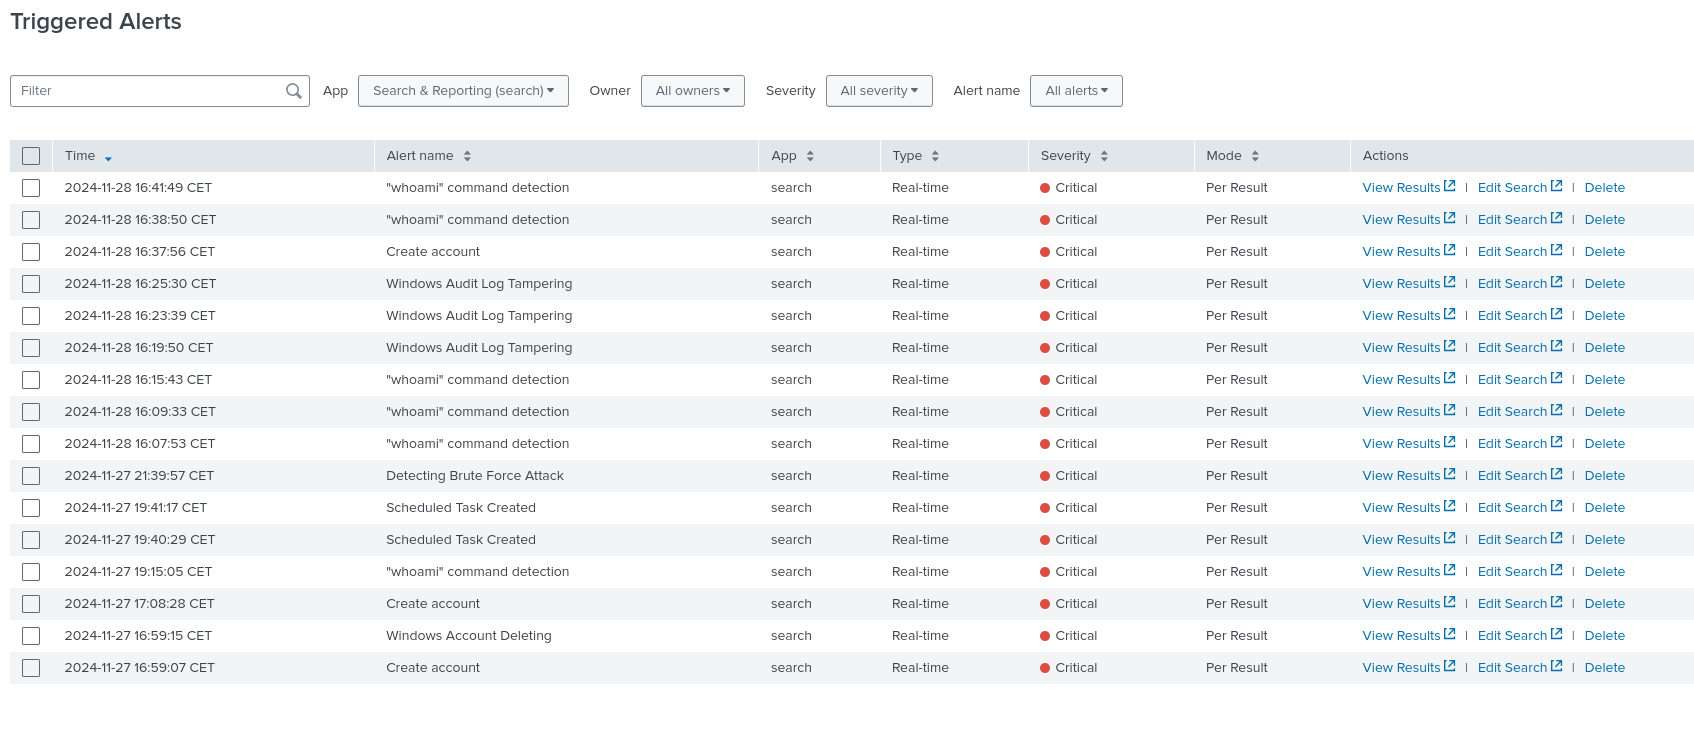 Triggered Alerts
Filter App Search & Reporting (search) Owner All owners Severity All severity Alert name All alerts
Time Alert name App Type Severity Mode Actions
2024-11-28 16:41:49 CET "whoami" command detection search Real-time Critical Per Result View Results | Edit Search | Delete
2024-11-28 16:38:50 CET "whoami" command detection search Real-time Critical Per Result View Results | Edit Search | Delete
2024-11-28 16:37:56 CET Create account search Real-time Critical Per Result View Results | Edit Search | Delete
2024-11-28 16:25:30 CET Windows Audit Log Tampering search Real-time Critical Per Result View Results | Edit Search | Delete
2024-11-28 16:23:39 CET Windows Audit Log Tampering search Real-time Critical Per Result View Results | Edit Search | Delete
2024-11-28 16:19:50 CET Windows Audit Log Tampering search Real-time Critical Per Result View Results | Edit Search | Delete
2024-11-28 16:15:43 CET "whoami" command detection search Real-time Critical Per Result View Results | Edit Search | Delete
2024-11-28 16:09:33 CET "whoami" command detection search Real-time Critical Per Result View Results | Edit Search | Delete
2024-11-28 16:07:53 CET "whoami" command detection search Real-time Critical Per Result View Results | Edit Search | Delete
2024-11-27 21:39:57 CET Detecting Brute Force Attack search Real-time Critical Per Result View Results | Edit Search | Delete
2024-11-27 19:41:17 CET Scheduled Task Created search Real-time Critical Per Result View Results | Edit Search | Delete
2024-11-27 19:40:29 CET Scheduled Task Created search Real-time Critical Per Result View Results | Edit Search | Delete
2024-11-27 19:15:05 CET "whoami" command detection search Real-time Critical Per Result View Results | Edit Search | Delete
2024-11-27 17:08:28 CET Create account search Real-time Critical Per Result View Results | Edit Search | Delete
2024-11-27 16:59:15 CET Windows Account Deleting search Real-time Critical Per Result View Results | Edit Search | Delete
2024-11-27 16:59:07 CET Create account search Real-time Critical Per Result View Results | Edit Search | Delete